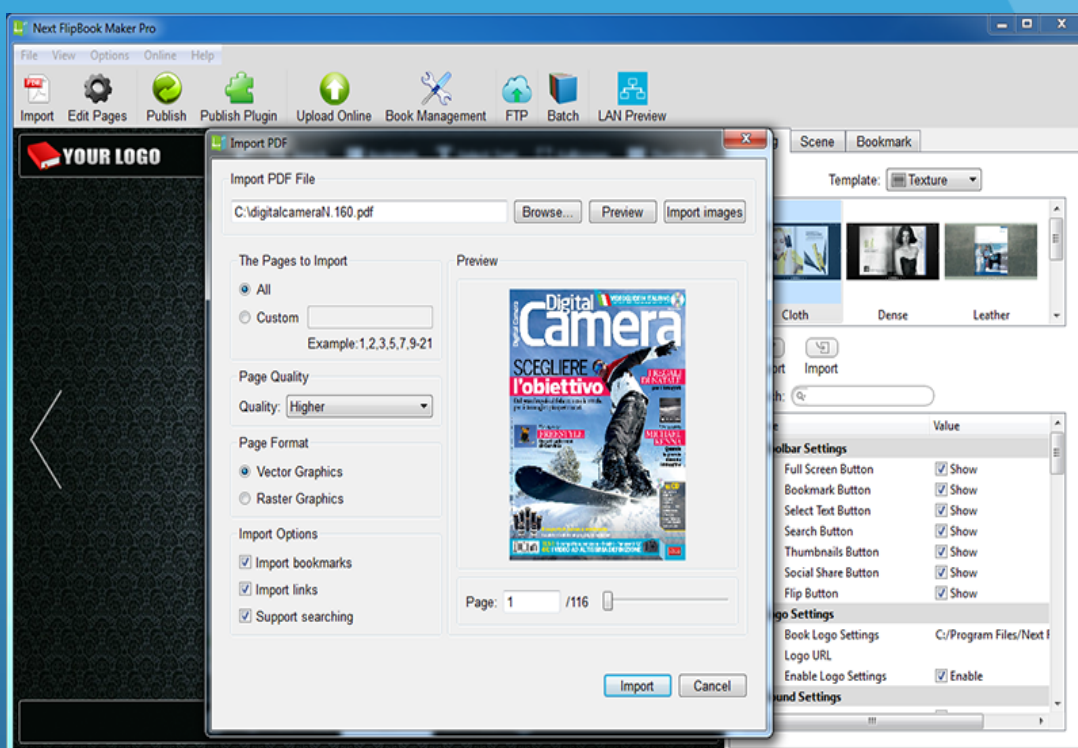 Next FlipBook Maker Pro
File View Options Online Help
Import Edit Pages Publish Publish Plugin Upload Online Book Management FTP Batch LAN Preview
YOUR LOGO
Import PDF
Scene Bookmark
Import PDF File
C:\digitalcameraN.160.pdf Browse... Preview Import images
Template: Texture
Cloth Dense Leather
Import
The Pages to Import
All
Custom
Example:1,2,3,5,7,9-21
Page Quality
Quality: Higher
Page Format
Vector Graphics
Raster Graphics
Import Options
Import bookmarks
Import links
Support searching
Preview
Digital
Camera
SCEGLIERE
l'obiettivo
I REGALI
DI NATALE
FREESTYLE
MICHAEL
KENNA
Page: 1 /116
Import Cancel
Value
Full Screen Button Show
Bookmark Button Show
Select Text Button Show
Search Button Show
Thumbnails Button Show
Social Share Button Show
Flip Button Show
Settings
Book Logo Settings C:/Program Files/Next
Logo URL
Enable Logo Settings Enable
Settings